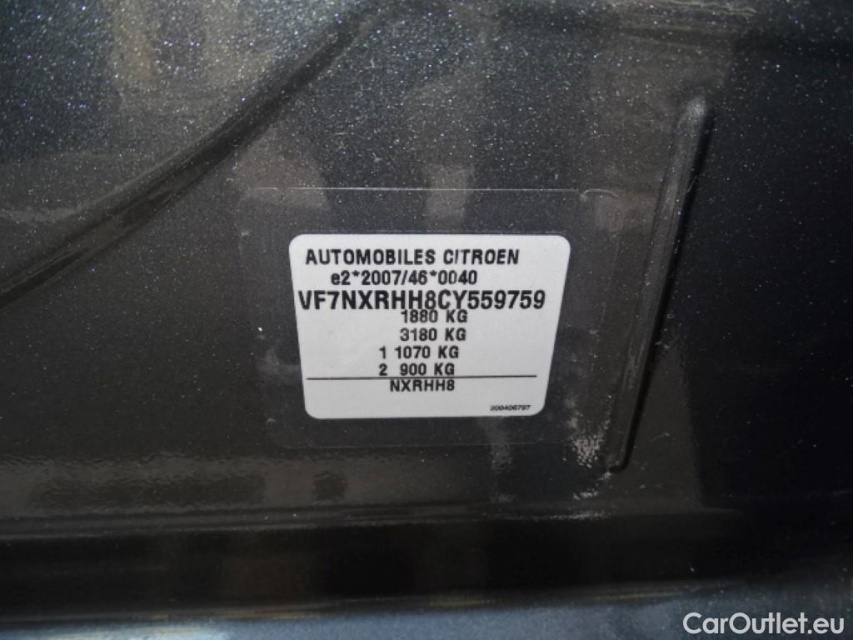 AUTOMOBILES CITROEN
e2*2007/46*0040
VF7NXRHH8CY559759
1880 KG
3180 KG
1 1070 KG
2 900 KG
NXRHH8
200406797
CarOutlet.eu